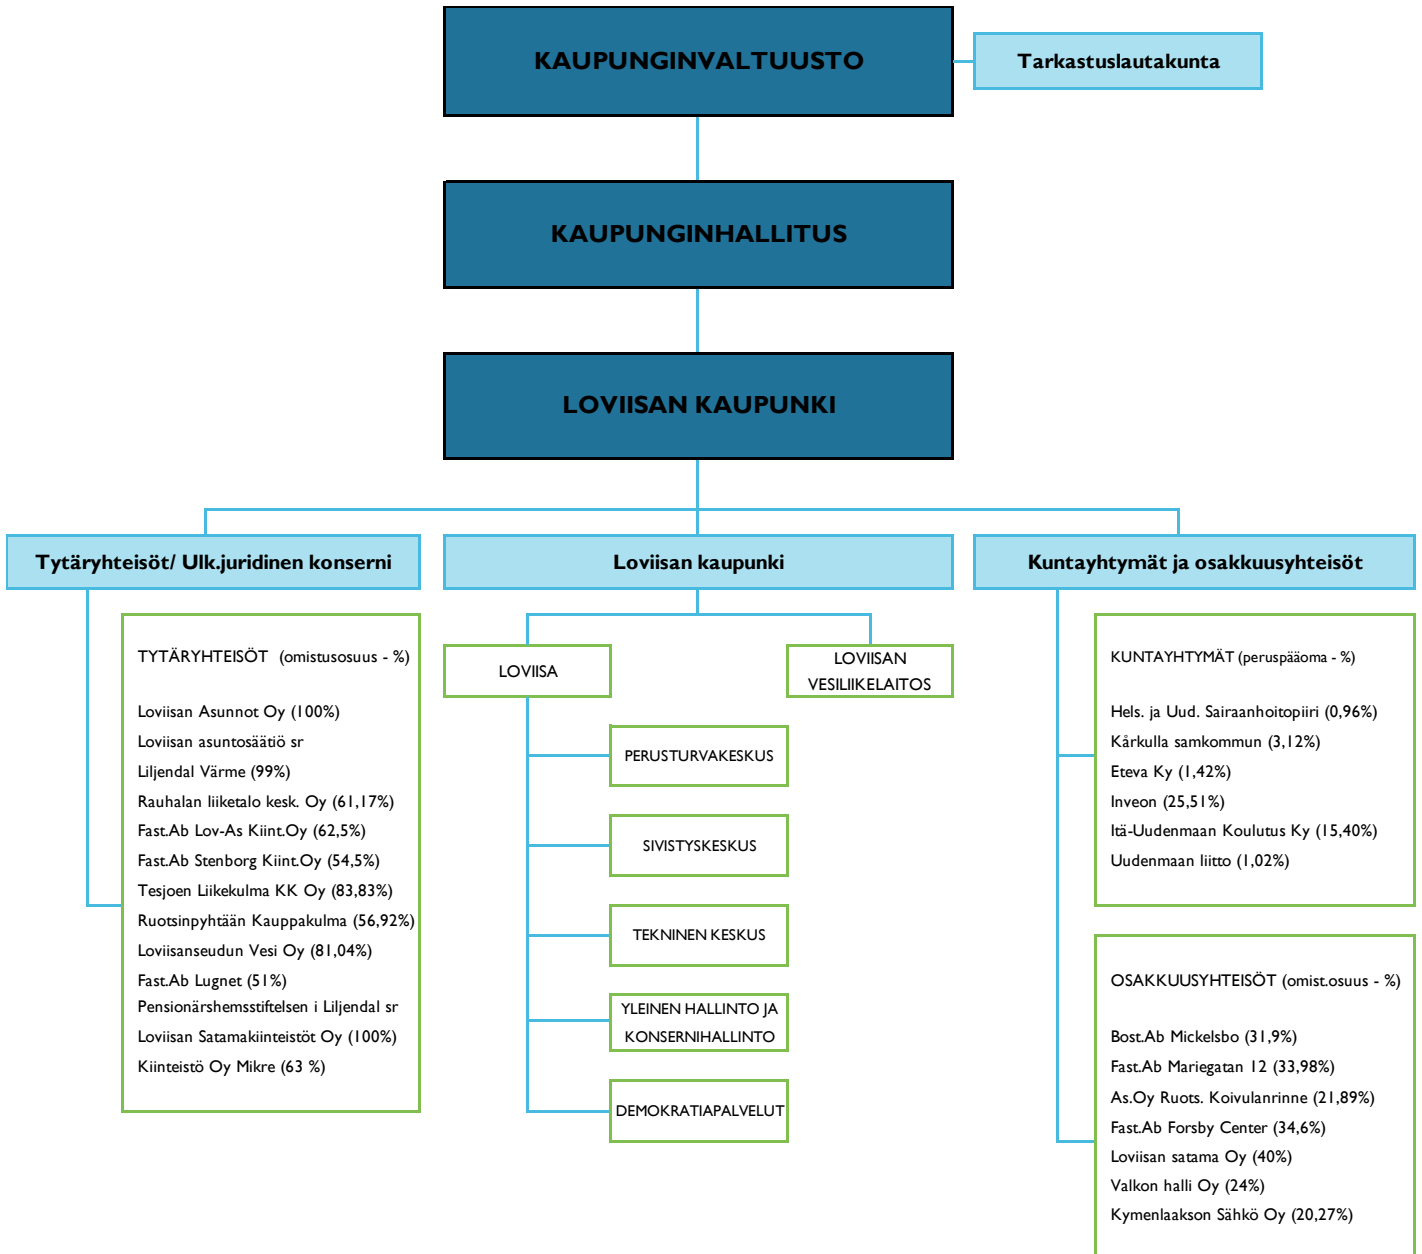 KAUPUNGINVALTUUSTO
Tarkastuslautakunta
KAUPUNGINHALLITUS
LOVIISAN KAUPUNKI
Tytäryhteisöt/ Ulk.juridinen konserni
TYTÄRYHTEISÖT (omistusosuus - %)
Loviisan Asunnot Oy (100%)
Loviisan asuntosäätiö sr
Liljendal Värme (99%)
Rauhalan liiketalo kesk. Oy (61,17%)
Fast.Ab Lov-As Kiint.Oy (62,5%)
Fast.Ab Stenborg Kiint.Oy (54,5%)
Tesjoen Liikekulma KK Oy (83,83%)
Ruotsinpyhtään Kauppakulma (56,92%)
Loviisanseudun Vesi Oy (81,04%)
Fast.Ab Lugnet (51%)
Pensionärshemsstiftelsen i Liljendal sr
Loviisan Satamakiinteistöt Oy (100%)
Kiinteistö Oy Mikre (63 %)
Loviisan kaupunki
LOVIISA
LOVIISAN
VESILIIKELAITOS
PERUSTURVAKESKUS
SIVISTYSKESKUS
TEKNINEN KESKUS
YLEINEN HALLINTO JA
KONSERNIHALLINTO
DEMOKRATIAPALVELUT
Kuntayhtymät ja osakkuusyhteisöt
KUNTAYHTYMÄT (peruspääoma - %)
Hels. ja Uud. Sairaanhoitopiiri (0,96%)
Kårkulla samkommun (3,12%)
Eteva Ky (1,42%)
Inveon (25,51%)
Itä-Uudenmaan Koulutus Ky (15,40%)
Uudenmaan liitto (1,02%)
OSAKKUUSYHTEISÖT (omist.osuus - %)
Bost.Ab Mickelsbo (31,9%)
Fast.Ab Mariegatan 12 (33,98%)
As.Oy Ruots. Koivulanrinne (21,89%)
Fast.Ab Forsby Center (34,6%)
Loviisan satama Oy (40%)
Valkon halli Oy (24%)
Kymenlaakson Sähkö Oy (20,27%)